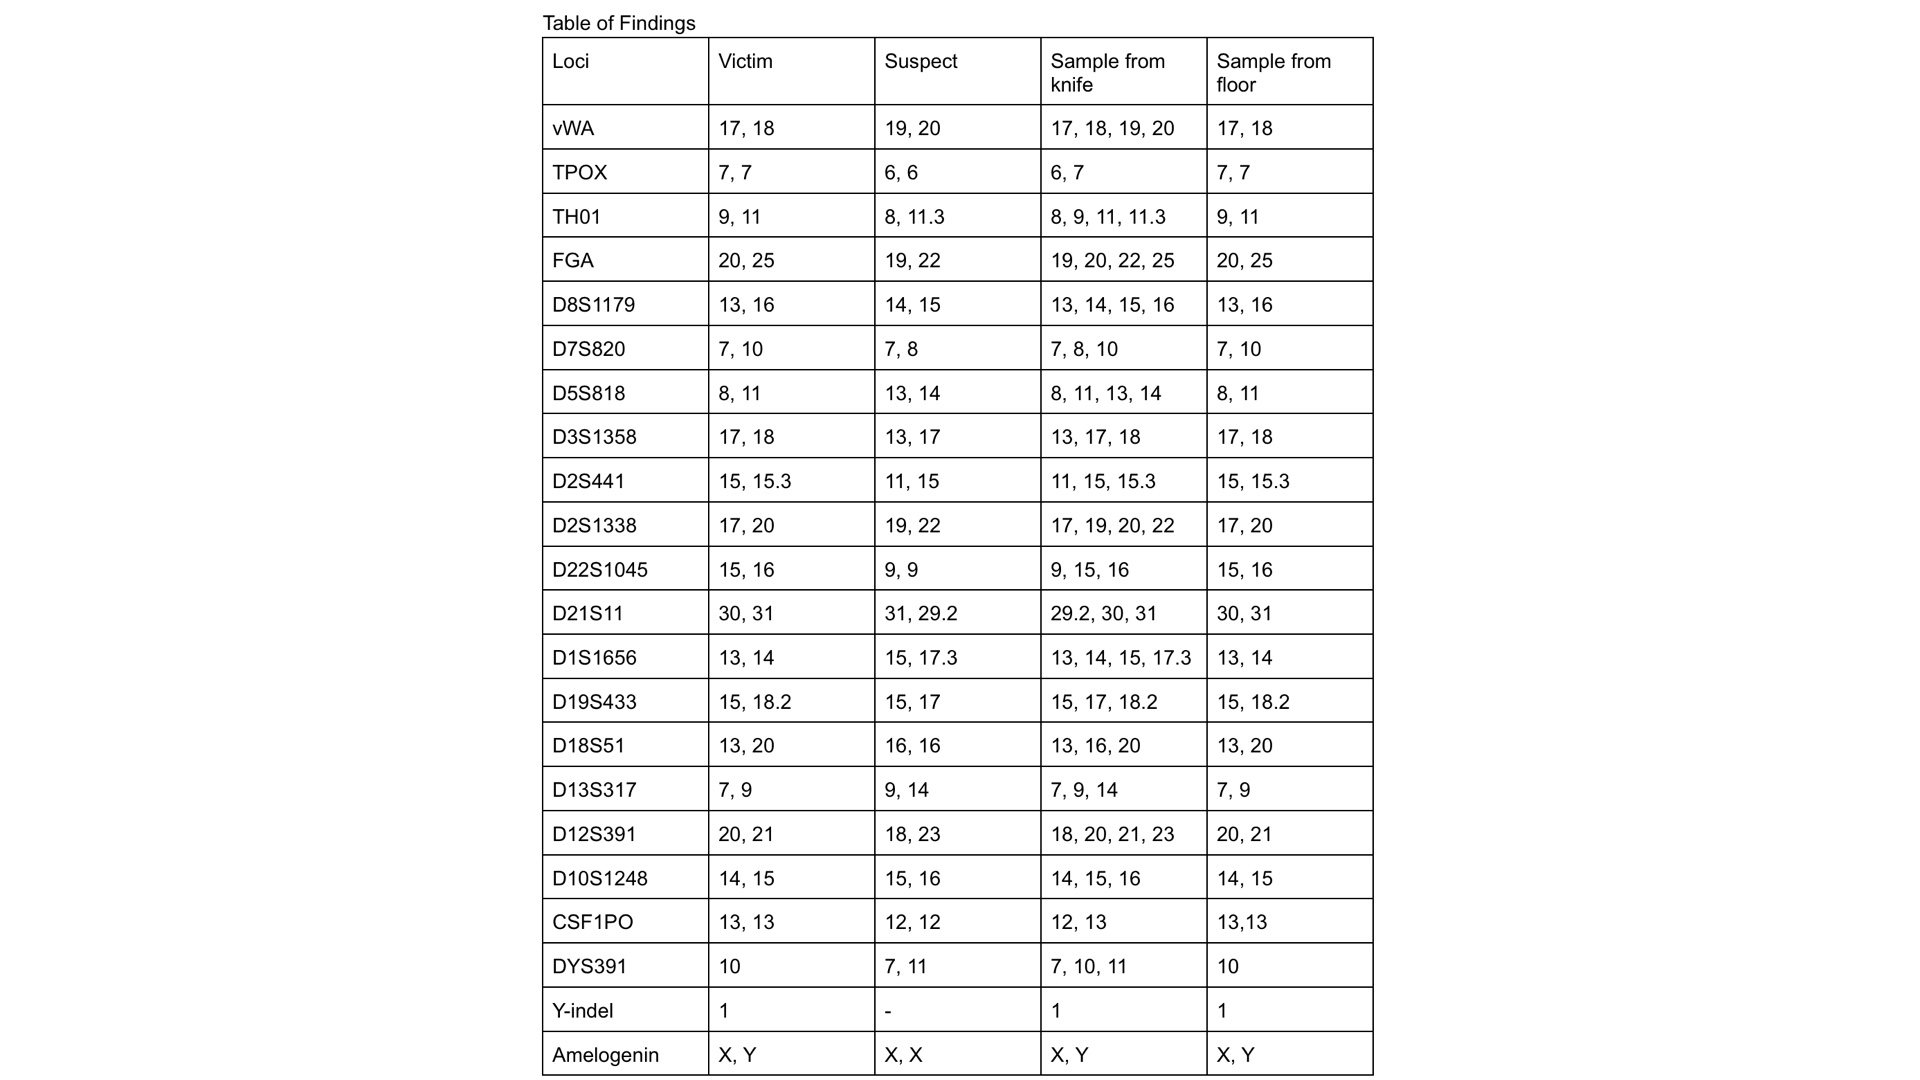 Table of Findings
Loci Victim Suspect Sample from knife Sample from floor
vWA 17, 18 19, 20 17, 18, 19, 20 17, 18
TPOX 7, 7 6, 6 6, 7 7, 7
TH01 9, 11 8, 11.3 8, 9, 11, 11.3 9, 11
FGA 20, 25 19, 22 19, 20, 22, 25 20, 25
D8S1179 13, 16 14, 15 13, 14, 15, 16 13, 16
D7S820 7, 10 7, 8 7, 8, 10 7, 10
D5S818 8, 11 13, 14 8, 11, 13, 14 8, 11
D3S1358 17, 18 13, 17 13, 17, 18 17, 18
D2S441 15, 15.3 11, 15 11, 15, 15.3 15, 15.3
D2S1338 17, 20 19, 22 17, 19, 20, 22 17, 20
D22S1045 15, 16 9, 9 9, 15, 16 15, 16
D21S11 30, 31 31, 29.2 29.2, 30, 31 30, 31
D1S1656 13, 14 15, 17.3 13, 14, 15, 17.3 13, 14
D19S433 15, 18.2 15, 17 15, 17, 18.2 15, 18.2
D18S51 13, 20 16, 16 13, 16, 20 13, 20
D13S317 7, 9 9, 14 7, 9, 14 7, 9
D12S391 20, 21 18, 23 18, 20, 21, 23 20, 21
D10S1248 14, 15 15, 16 14, 15, 16 14, 15
CSF1PO 13, 13 12, 12 12, 13 13,13
DYS391 10 7, 11 7, 10, 11 10
Y-indel 1 - 1 1
Amelogenin X, Y X, X X, Y X, Y